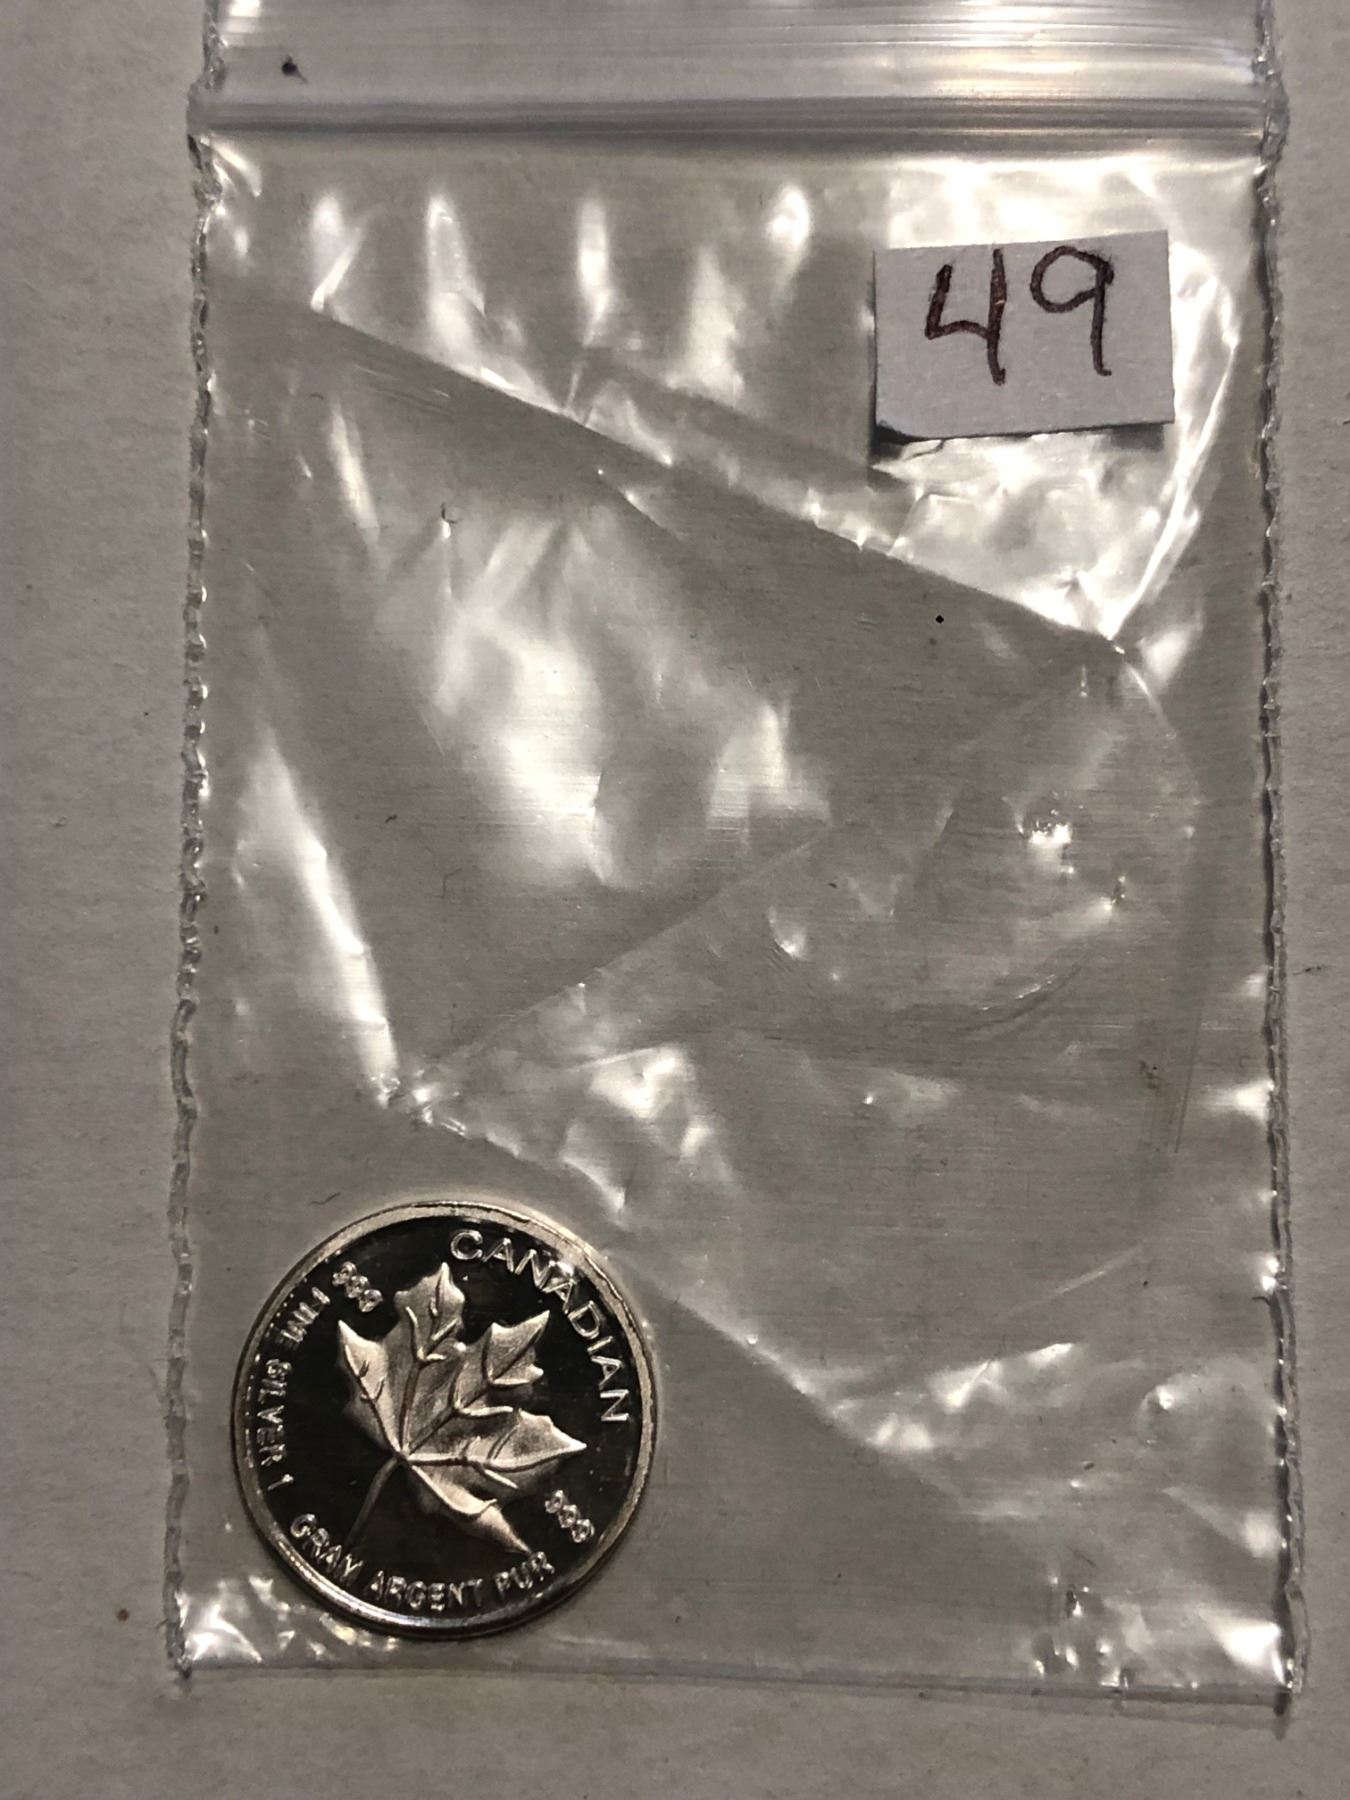 49
CANADIAN
999
FINE SILVER 1
GRAM ARGENT PUR
999